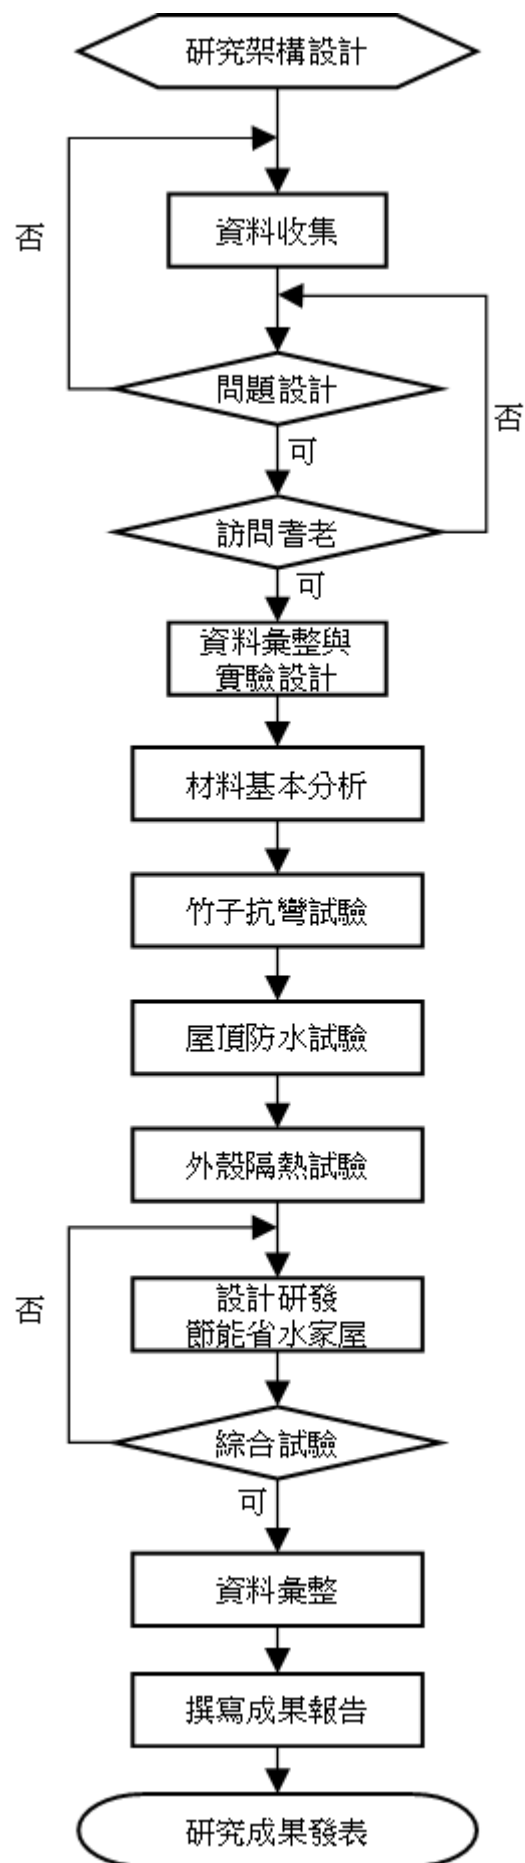 研究架構設計
否
資料收集
問題設計
否
可
訪問耆老
可
資料彙整與
實驗設計
材料基本分析
竹子抗彎試驗
屋頂防水試驗
外殼隔熱試驗
否
設計研發
節能省水家屋
綜合試驗
可
資料彙整
撰寫成果報告
研究成果發表